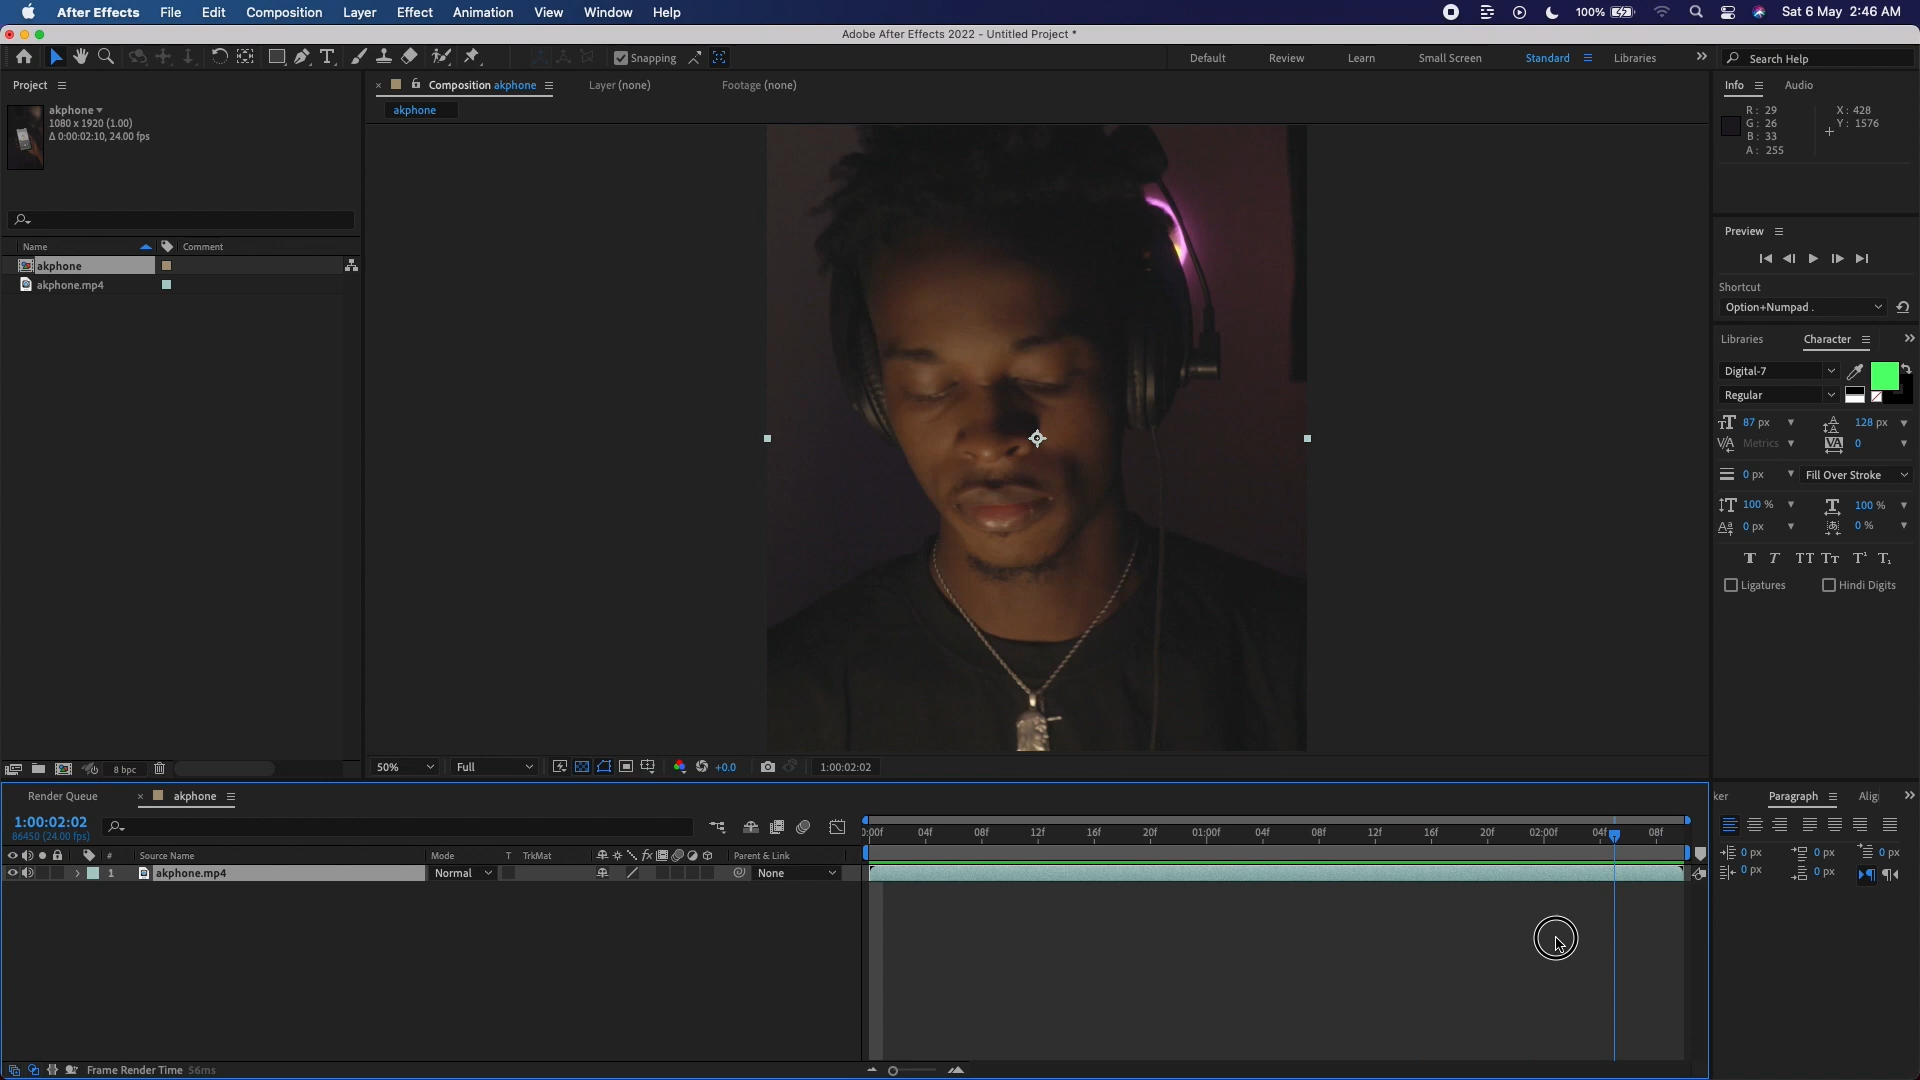 After Effects File Edit Composition Layer Effect Animation View Window Help 100% Sat 6 May 2:46 AM
Adobe After Effects 2022 - Untitled Project *
Snapping Default Review Learn Small Screen Standard Libraries Search Help
Project
akphone
1080 x 1920 (1.00)
Δ 0:00:02:10, 24.00 fps
Name Comment
akphone
akphone.mp4
8 bpc
Composition akphone Layer (none) Footage (none)
akphone
50% Full +0.0 1:00:02:02
Info Audio
R: 29 X: 428
G: 26 Y: 1576
B: 33
A: 255
Preview
Shortcut
Option+Numpad .
Libraries Character
Digital-7
Regular
87 px 128 px
Metrics 0
0 px Fill Over Stroke
100 % 100 %
0 px 0 %
T T TT Tt T¹ T₁
Ligatures Hindi Digits
Render Queue akphone
1:00:02:02
86450 (24.00 fps)
0:00f 04f 08f 12f 16f 20f 01:00f 04f 08f 12f 16f 20f 02:00f 04f 08f
# Source Name Mode T TrkMat fx Parent & Link
1 akphone.mp4 Normal None
Frame Render Time 56ms
ker Paragraph Alig
0 px 0 px 0 px
0 px 0 px